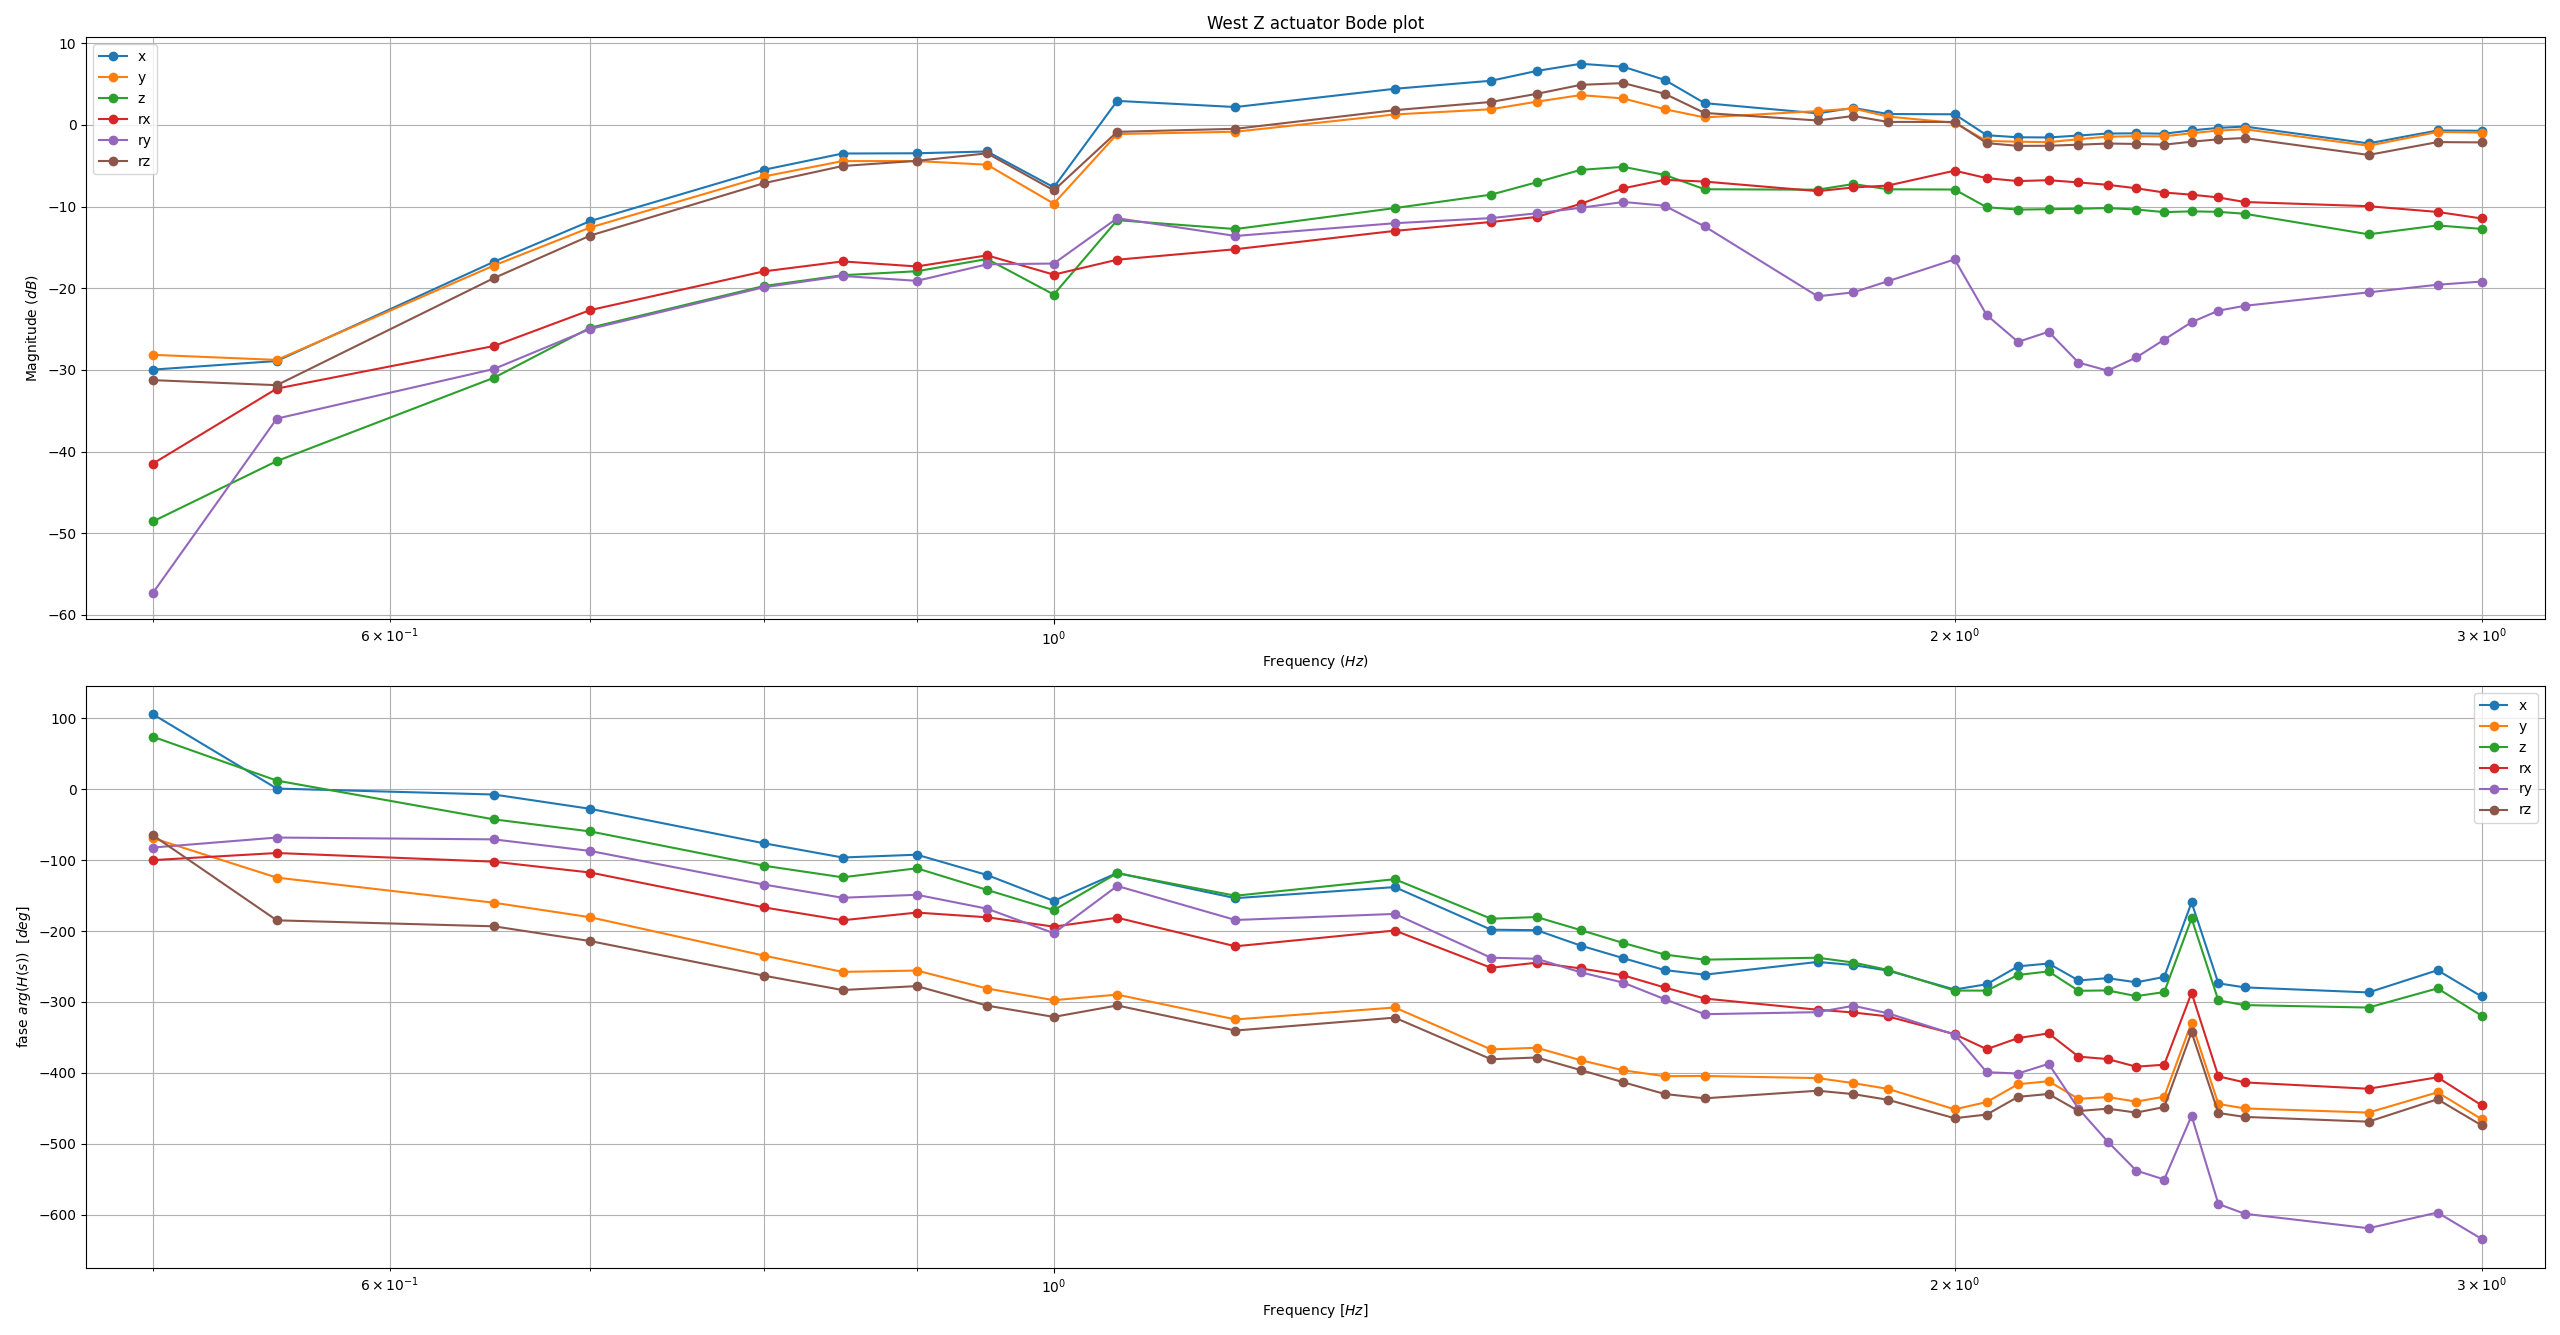 West Z actuator Bode plot
x
y
z
rx
ry
rz
Magnitude (dB)
10
0
−10
−20
−30
−40
−50
−60
6 × 10⁻¹
10⁰
2 × 10⁰
3 × 10⁰
Frequency (Hz)
x
y
z
rx
ry
rz
fase arg(H(s)) [deg]
100
0
−100
−200
−300
−400
−500
−600
6 × 10⁻¹
10⁰
2 × 10⁰
3 × 10⁰
Frequency [Hz]